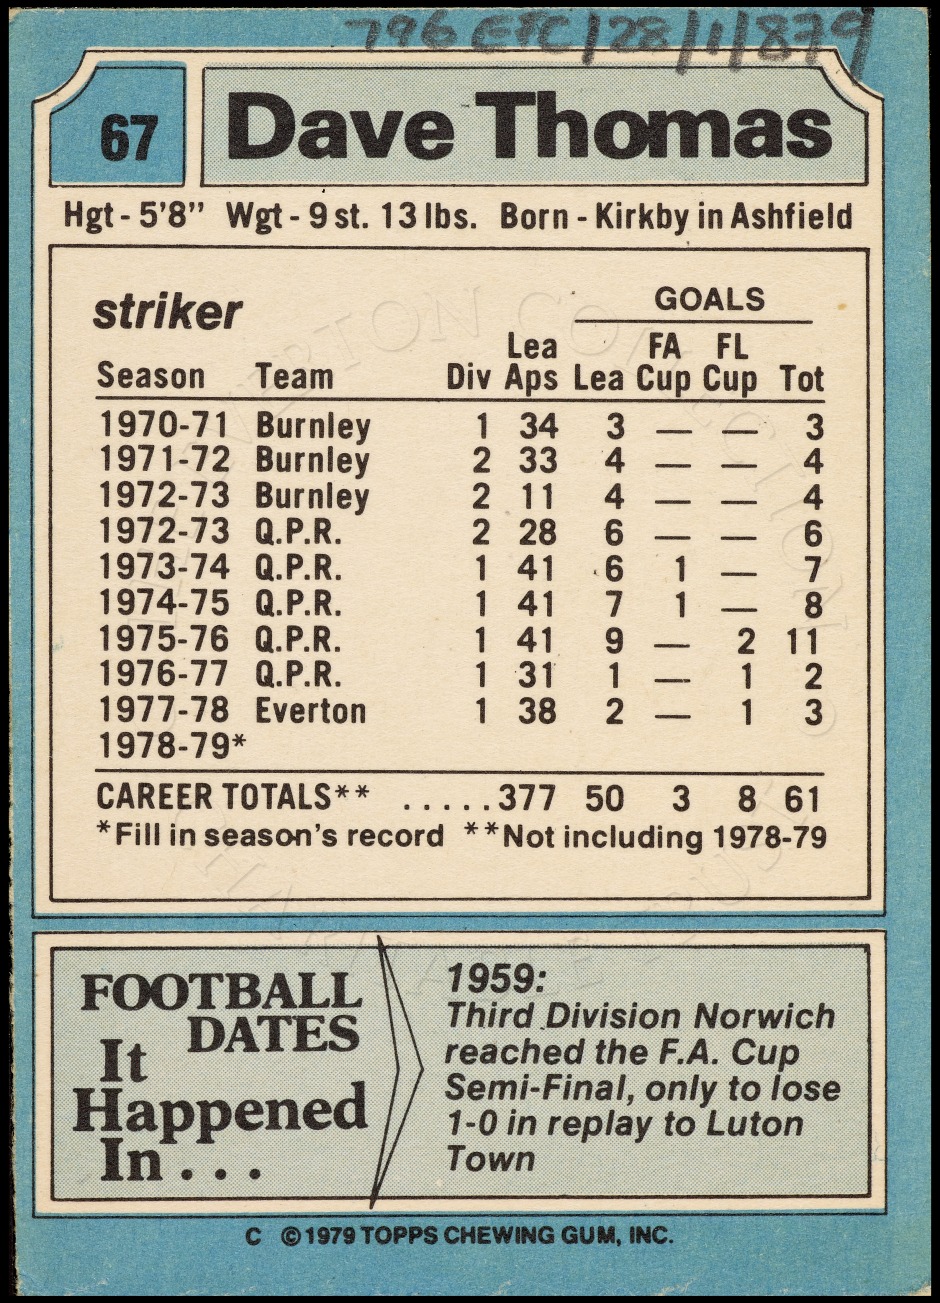 796 EFC/28/1/879
67
Dave Thomas
Hgt - 5'8" Wgt - 9 st. 13 lbs. Born - Kirkby in Ashfield
striker
GOALS
Lea FA FL
Season Team Div Aps Lea Cup Cup Tot
1970-71 Burnley 1 34 3 — — 3
1971-72 Burnley 2 33 4 — — 4
1972-73 Burnley 2 11 4 — — 4
1972-73 Q.P.R. 2 28 6 — — 6
1973-74 Q.P.R. 1 41 6 1 — 7
1974-75 Q.P.R. 1 41 7 1 — 8
1975-76 Q.P.R. 1 41 9 — 2 11
1976-77 Q.P.R. 1 31 1 — 1 2
1977-78 Everton 1 38 2 — 1 3
1978-79*
CAREER TOTALS** .....377 50 3 8 61
*Fill in season's record **Not including 1978-79
THE EVERTON COLLECTION
CHARITABLE TRUST
FOOTBALL
DATES
It
Happened
In . . .
1959:
Third Division Norwich
reached the F.A. Cup
Semi-Final, only to lose
1-0 in replay to Luton
Town
C ©1979 TOPPS CHEWING GUM, INC.